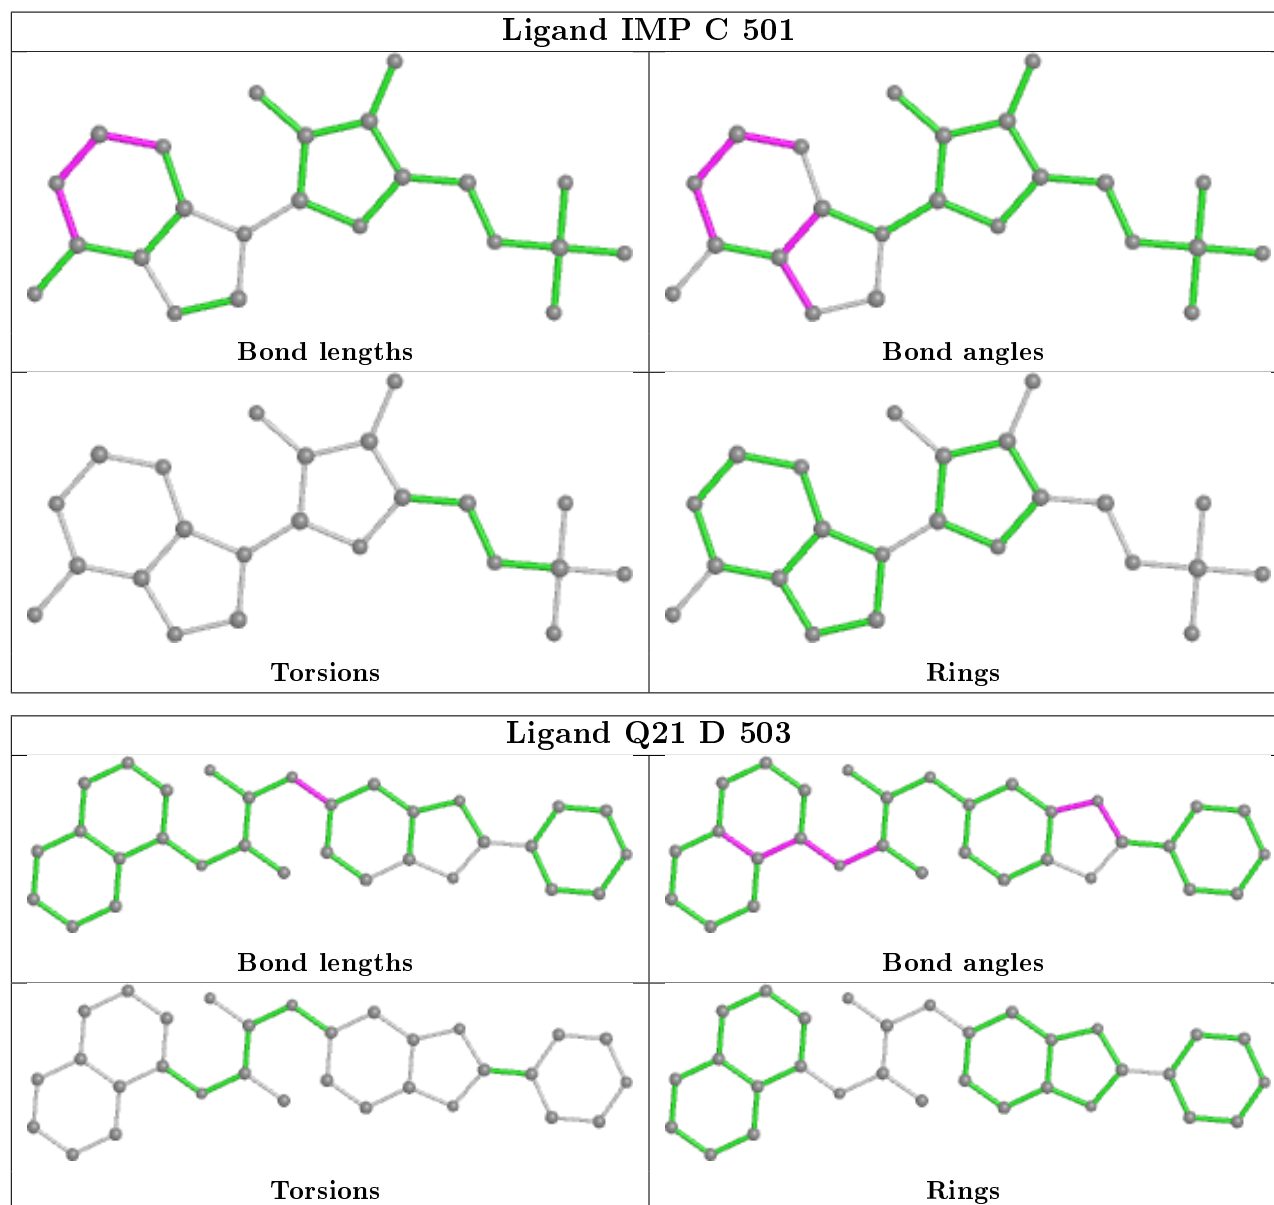 Ligand IMP C 501
Bond lengths
Bond angles
Torsions
Rings
Ligand Q21 D 503
Bond lengths
Bond angles
Torsions
Rings